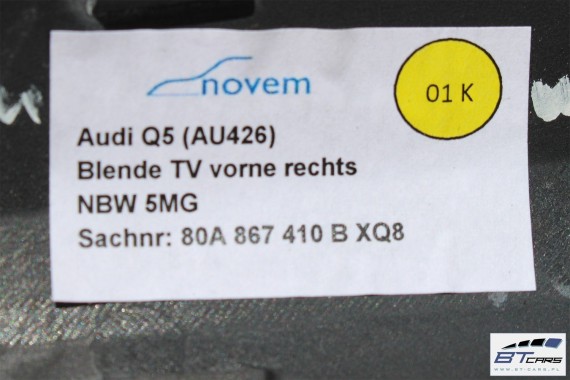 novem
01 K
Audi Q5 (AU426)
Blende TV vorne rechts
NBW 5MG
Sachnr: 80A 867 410 B XQ8
BT CARS
WWW.BT-CARS.PL